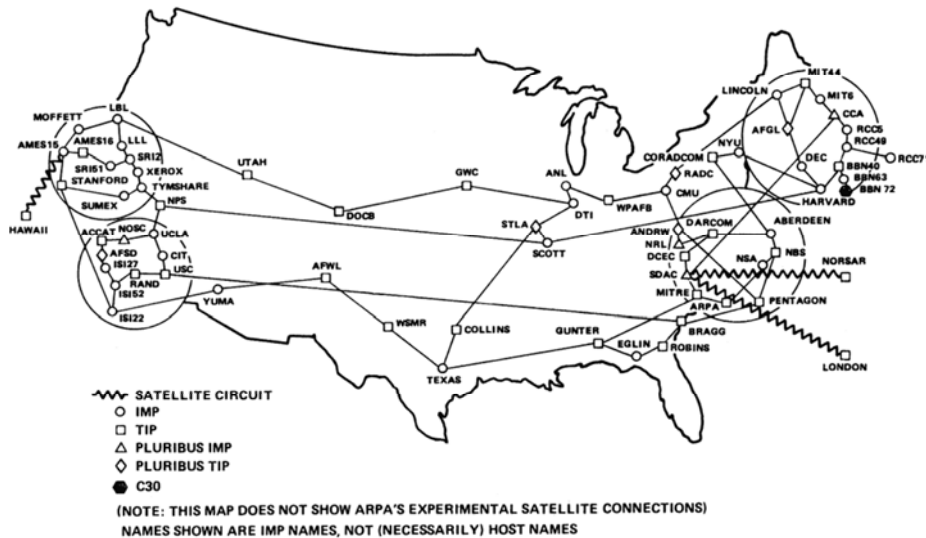 MIT44
LINCOLN
MIT6
LBL
CCA
MOFFETT
RCC5
AFGL
LLL
RCC49
AMES15
AMES16
NYU
DEC
SRI2
CORADCOM
RCC71
UTAH
BBN40
XEROX
SRI51
GWC
ANL
RADC
BBN63
STANFORD
TYMSHARE
CMU
BBN 72
WPAFB
SUMEX
NPS
HARVARD
DTI
HAWAII
DOCB
STLA
ABERDEEN
ANDRW
DARCOM
ACCAT
NOSC
UCLA
SCOTT
NRL
DCEC
NSA
NBS
AFSD
CIT
NORSAR
ISI27
AFWL
SDAC
RAND
USC
ISI52
MITRE
YUMA
ARPA
PENTAGON
ISI22
WSMR
COLLINS
GUNTER
BRAGG
EGLIN
ROBINS
LONDON
TEXAS
SATELLITE CIRCUIT
IMP
TIP
PLURIBUS IMP
PLURIBUS TIP
C30
(NOTE: THIS MAP DOES NOT SHOW ARPA'S EXPERIMENTAL SATELLITE CONNECTIONS)
NAMES SHOWN ARE IMP NAMES, NOT (NECESSARILY) HOST NAMES